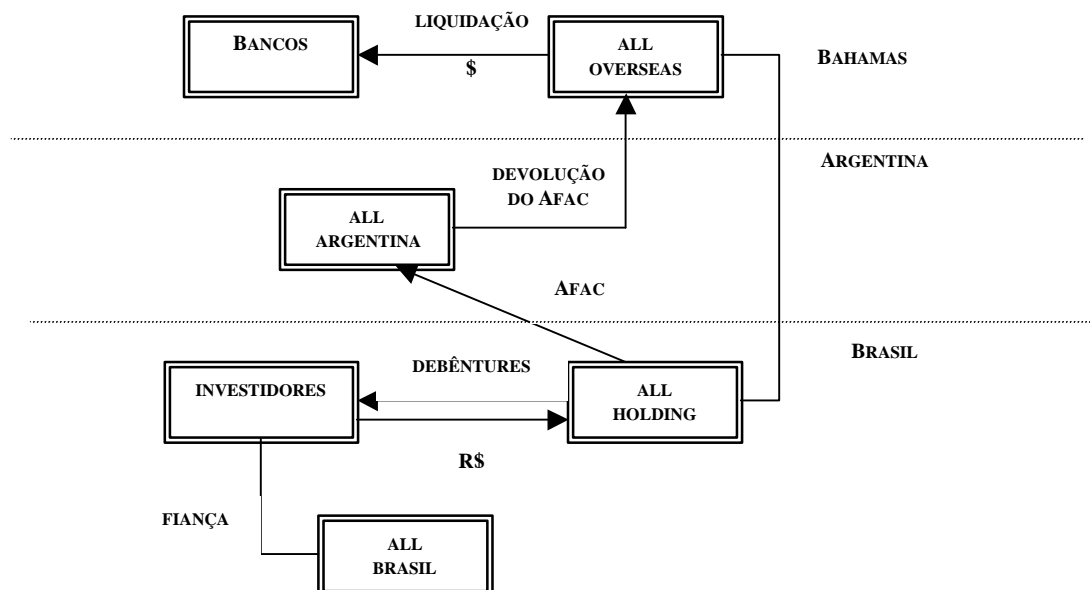 LIQUIDAÇÃO
BANCOS
$
ALL
OVERSEAS
BAHAMAS
ARGENTINA
DEVOLUÇÃO
DO AFAC
ALL
ARGENTINA
AFAC
BRASIL
DEBÊNTURES
INVESTIDORES
ALL
HOLDING
R$
FIANÇA
ALL
BRASIL